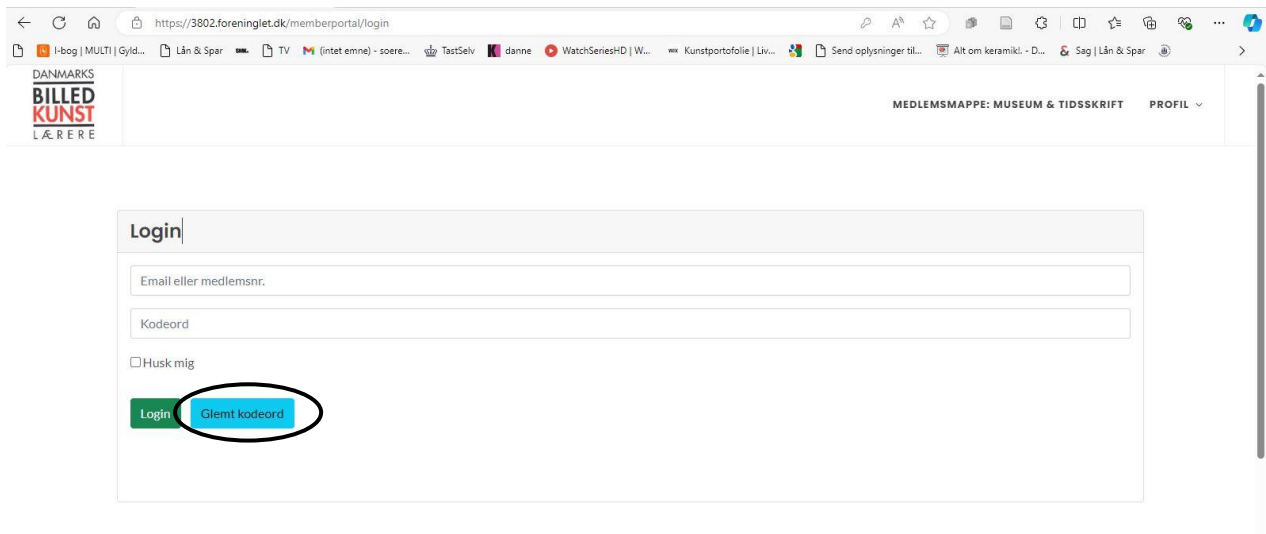 https://3802.foreninglet.dk/memberportal/login
I-bog | MULTI | Gyld... Lån & Spar TV (intet emne) - soere... TastSelv danne WatchSeriesHD | W... Kunstportofolie | Liv... Send oplysninger til... Alt om keramikl. - D... Sag | Lån & Spar
DANMARKS
BILLED
KUNST
LÆRERE
MEDLEMSMAPPE: MUSEUM & TIDSSKRIFT PROFIL
Login
Email eller medlemsnr.
Kodeord
Husk mig
Login Glemt kodeord